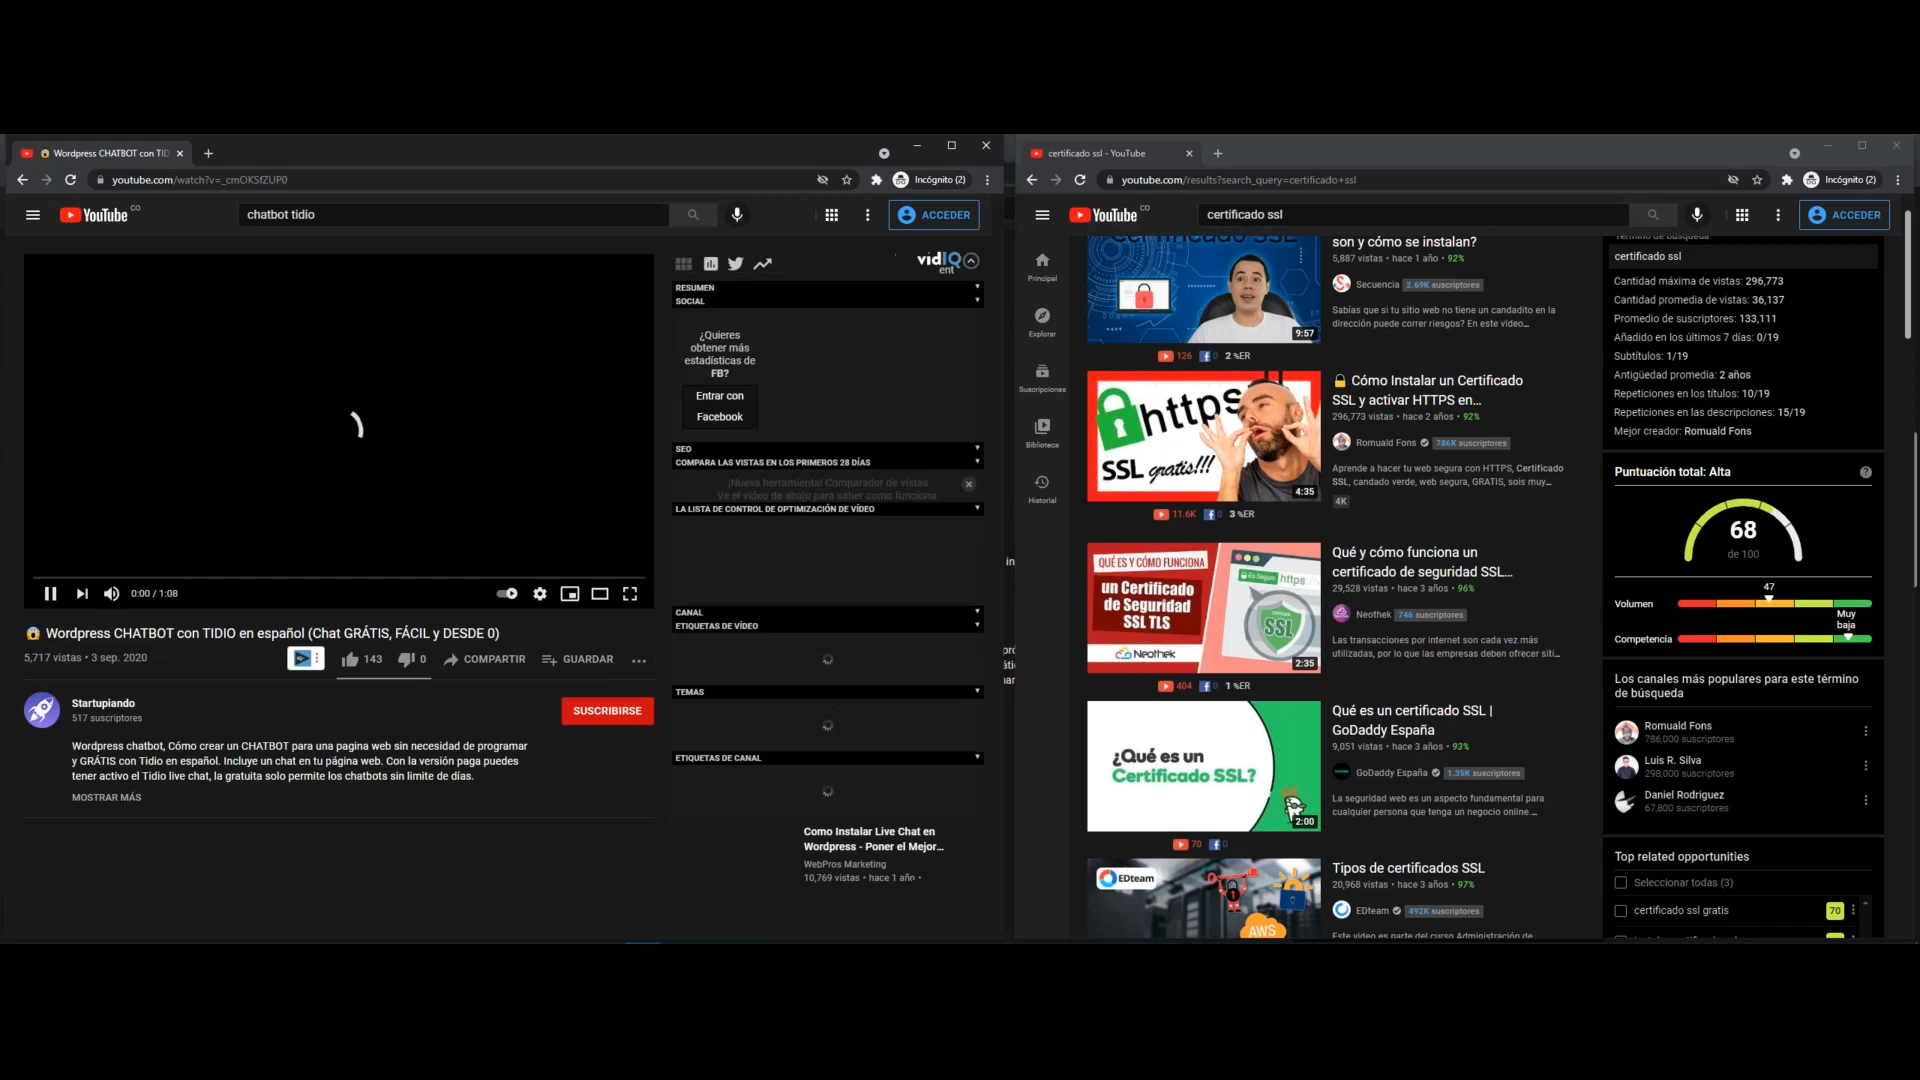 Wordpress CHATBOT con TID
youtube.com/watch?v=_cmOKSfZUP0
Incógnito (2)
YouTube CO
chatbot tidio
ACCEDER
vidIQ
ent
RESUMEN
SOCIAL
¿Quieres
obtener más
estadísticas de
FB?
Entrar con
Facebook
SEO
COMPARA LAS VISTAS EN LOS PRIMEROS 28 DÍAS
¡Nueva herramienta! Comparador de vistas
Ve el video de abajo para saber como funciona.
LA LISTA DE CONTROL DE OPTIMIZACIÓN DE VÍDEO
0:00 / 1:08
CANAL
ETIQUETAS DE VÍDEO
TEMAS
ETIQUETAS DE CANAL
😱 Wordpress CHATBOT con TIDIO en español (Chat GRÁTIS, FÁCIL y DESDE 0)
5,717 vistas • 3 sep. 2020
143
0
COMPARTIR
GUARDAR
Startupiando
517 suscriptores
SUSCRIBIRSE
Wordpress chatbot, Cómo crear un CHATBOT para una pagina web sin necesidad de programar
y GRÁTIS con Tidio en español. Incluye un chat en tu página web. Con la versión paga puedes
tener activo el Tidio live chat, la gratuita solo permite los chatbots sin limite de días.
MOSTRAR MÁS
Como Instalar Live Chat en
Wordpress - Poner el Mejor...
WebPros Marketing
10,769 vistas • hace 1 año •
certificado ssl - YouTube
youtube.com/results?search_query=certificado+ssl
Incógnito (2)
YouTube CO
certificado ssl
ACCEDER
Principal
Explorar
Suscripciones
Biblioteca
Historial
9:57
son y cómo se instalan?
5,887 vistas • hace 1 año • 92%
Secuencia 2.69K suscriptores
Sabías que si tu sitio web no tiene un candadito en la
dirección puede correr riesgos? En este video...
126 0 2 %ER
https
SSL gratis!!!
4:35
🔒 Cómo Instalar un Certificado
SSL y activar HTTPS en...
296,773 vistas • hace 2 años • 92%
Romuald Fons 786K suscriptores
Aprende a hacer tu web segura con HTTPS, Certificado
SSL, candado verde, web segura, GRATIS, sois muy...
4K
11.6K 0 3 %ER
QUÉ ES Y CÓMO FUNCIONA
un Certificado
de Seguridad
SSL TLS
Neothek
Es Seguro https
SSL
2:35
Qué y cómo funciona un
certificado de seguridad SSL...
29,528 vistas • hace 3 años • 96%
Neothek 746 suscriptores
Las transacciones por internet son cada vez más
utilizadas, por lo que las empresas deben ofrecer siti...
404 0 1 %ER
¿Qué es un
Certificado SSL?
2:00
Qué es un certificado SSL |
GoDaddy España
9,051 vistas • hace 3 años • 93%
GoDaddy España 1.35K suscriptores
La seguridad web es un aspecto fundamental para
cualquier persona que tenga un negocio online....
70 0
EDteam
AWS
Tipos de certificados SSL
20,968 vistas • hace 3 años • 97%
EDteam 492K suscriptores
Este video es parte del curso Administración de
Término de búsqueda
certificado ssl
Cantidad máxima de vistas: 296,773
Cantidad promedia de vistas: 36,137
Promedio de suscriptores: 133,111
Añadido en los últimos 7 días: 0/19
Subtítulos: 1/19
Antigüedad promedia: 2 años
Repeticiones en los títulos: 10/19
Repeticiones en las descripciones: 15/19
Mejor creador: Romuald Fons
Puntuación total: Alta
68
de 100
47
Volumen
Muy
baja
Competencia
Los canales más populares para este término
de búsqueda
Romuald Fons
786,000 suscriptores
Luis R. Silva
298,000 suscriptores
Daniel Rodriguez
67,800 suscriptores
Top related opportunities
Seleccionar todas (3)
certificado ssl gratis 70